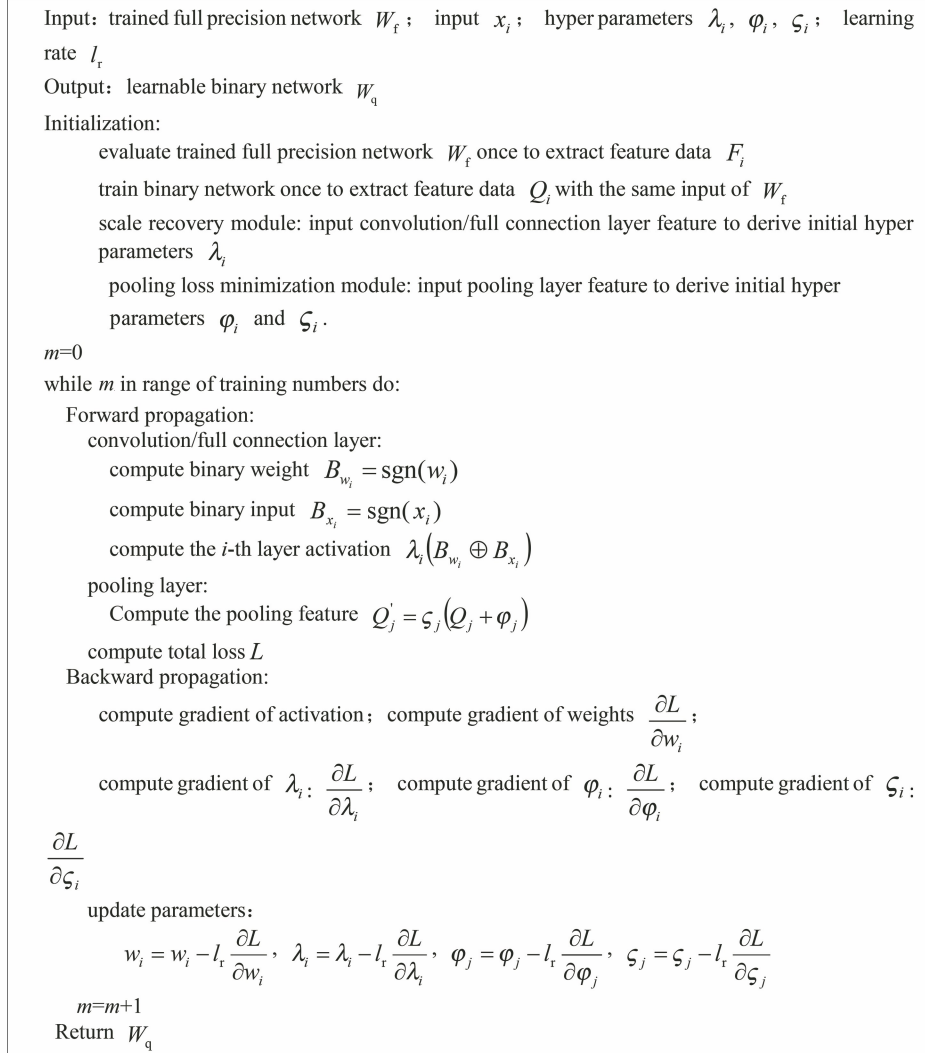 Input：trained full precision network W_f； input x_i； hyper parameters λ_i, φ_i, ς_i； learning
rate l_r
Output：learnable binary network W_q
Initialization:
evaluate trained full precision network W_f once to extract feature data F_i
train binary network once to extract feature data Q_i with the same input of W_f
scale recovery module: input convolution/full connection layer feature to derive initial hyper
parameters λ_i
pooling loss minimization module: input pooling layer feature to derive initial hyper
parameters φ_i and ς_i.
m=0
while m in range of training numbers do:
Forward propagation:
convolution/full connection layer:
compute binary weight B_{w_i} = sgn(w_i)
compute binary input B_{x_i} = sgn(x_i)
compute the i-th layer activation λ_i(B_{w_i} ⊕ B_{x_i})
pooling layer:
Compute the pooling feature Q'_j = ς_j(Q_j + φ_j)
compute total loss L
Backward propagation:
compute gradient of activation；compute gradient of weights ∂L/∂w_i；
compute gradient of λ_i: ∂L/∂λ_i； compute gradient of φ_i: ∂L/∂φ_i； compute gradient of ς_i:
∂L/∂ς_i
update parameters：
w_i = w_i − l_r ∂L/∂w_i, λ_i = λ_i − l_r ∂L/∂λ_i, φ_j = φ_j − l_r ∂L/∂φ_j, ς_j = ς_j − l_r ∂L/∂ς_j
m=m+1
Return W_q